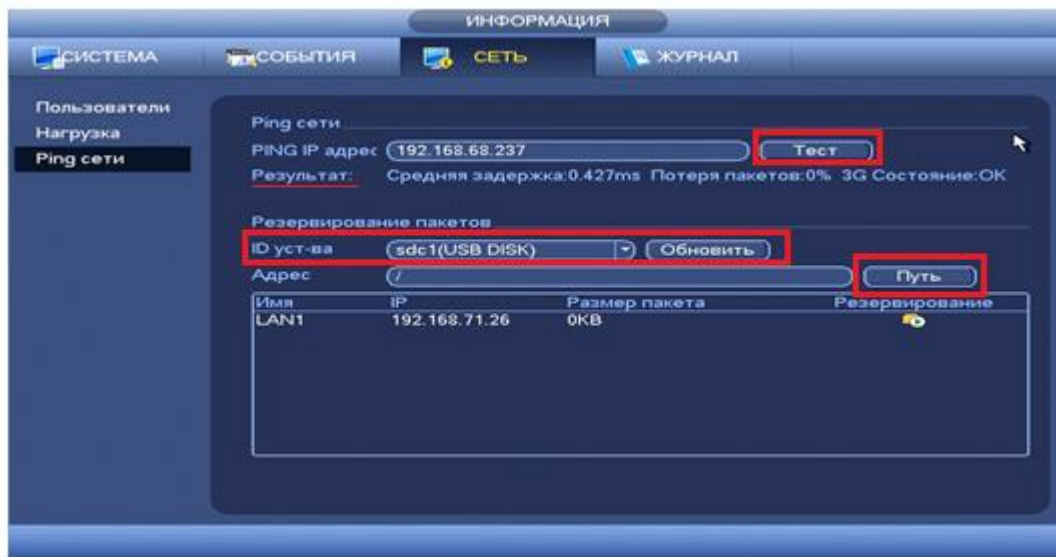 ИНФОРМАЦИЯ
СИСТЕМА СОБЫТИЯ СЕТЬ ЖУРНАЛ
Пользователи
Нагрузка
Ping сети
Ping сети
PING IP адрес 192.168.68.237 Тест
Результат: Средняя задержка:0.427ms Потеря пакетов:0% 3G Состояние:OK
Резервирование пакетов
ID уст-ва sdc1(USB DISK) Обновить
Адрес / Путь
Имя IP Размер пакета Резервирование
LAN1 192.168.71.26 0KB